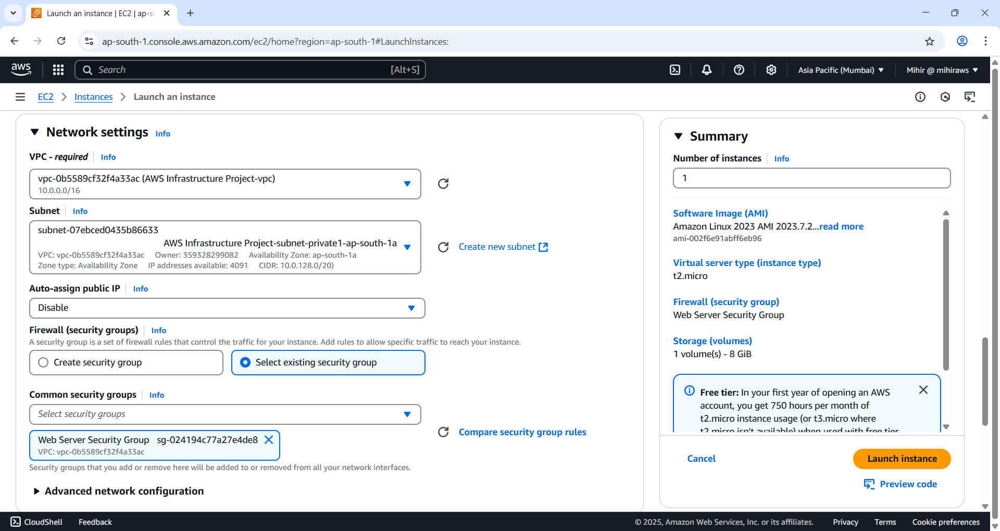 Launch an instance | EC2 | ap-so
ap-south-1.console.aws.amazon.com/ec2/home?region=ap-south-1#LaunchInstances:
aws
Search [Alt+S]
Asia Pacific (Mumbai)
Mihir @ mihiraws
EC2 > Instances > Launch an instance
Network settings Info
VPC - required Info
vpc-0b5589cf32f4a33ac (AWS Infrastructure Project-vpc)
10.0.0.0/16
Subnet Info
subnet-07ebced0435b86633
AWS Infrastructure Project-subnet-private1-ap-south-1a
VPC: vpc-0b5589cf32f4a33ac Owner: 359328299082 Availability Zone: ap-south-1a
Zone type: Availability Zone IP addresses available: 4091 CIDR: 10.0.128.0/20)
Create new subnet
Auto-assign public IP Info
Disable
Firewall (security groups) Info
A security group is a set of firewall rules that control the traffic for your instance. Add rules to allow specific traffic to reach your instance.
Create security group
Select existing security group
Common security groups Info
Select security groups
Web Server Security Group sg-024194c77a27e4de8
VPC: vpc-0b5589cf32f4a33ac
Compare security group rules
Security groups that you add or remove here will be added to or removed from all your network interfaces.
Advanced network configuration
Summary
Number of instances Info
1
Software Image (AMI)
Amazon Linux 2023 AMI 2023.7.2...read more
ami-002f6e91abff6eb96
Virtual server type (instance type)
t2.micro
Firewall (security group)
Web Server Security Group
Storage (volumes)
1 volume(s) - 8 GiB
Free tier: In your first year of opening an AWS
account, you get 750 hours per month of
t2.micro instance usage (or t3.micro where
t2.micro isn't available) when used with free tier
Cancel
Launch instance
Preview code
CloudShell
Feedback
© 2025, Amazon Web Services, Inc. or its affiliates.
Privacy
Terms
Cookie preferences